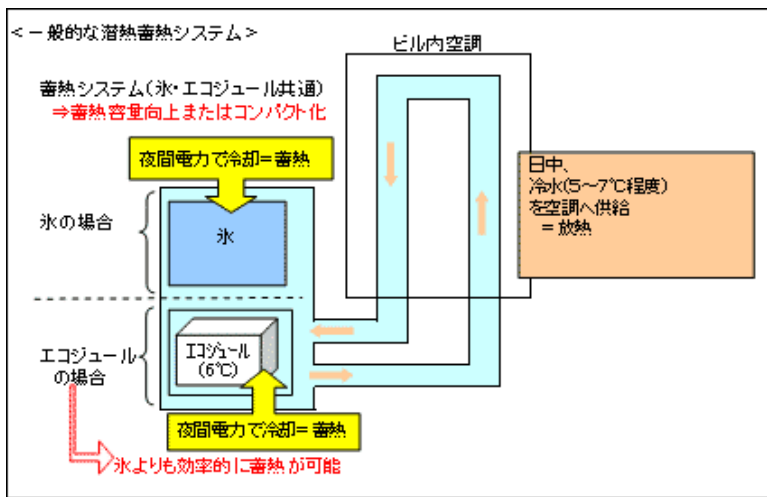 ＜一般的な潜熱蓄熱システム＞
ビル内空調
蓄熱システム(氷・エコジュール共通)
⇒蓄熱容量向上またはコンパクト化
夜間電力で冷却＝蓄熱
日中、
冷水(5～7℃程度)
を空調へ供給
＝放熱
氷の場合
氷
エコジュール
の場合
エコジュール
(6℃)
夜間電力で冷却＝蓄熱
氷よりも効率的に蓄熱が可能